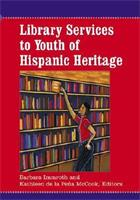 Library Services
to Youth of
Hispanic Heritage
Barbara Immroth and
Kathleen de la Peña McCook, Editors